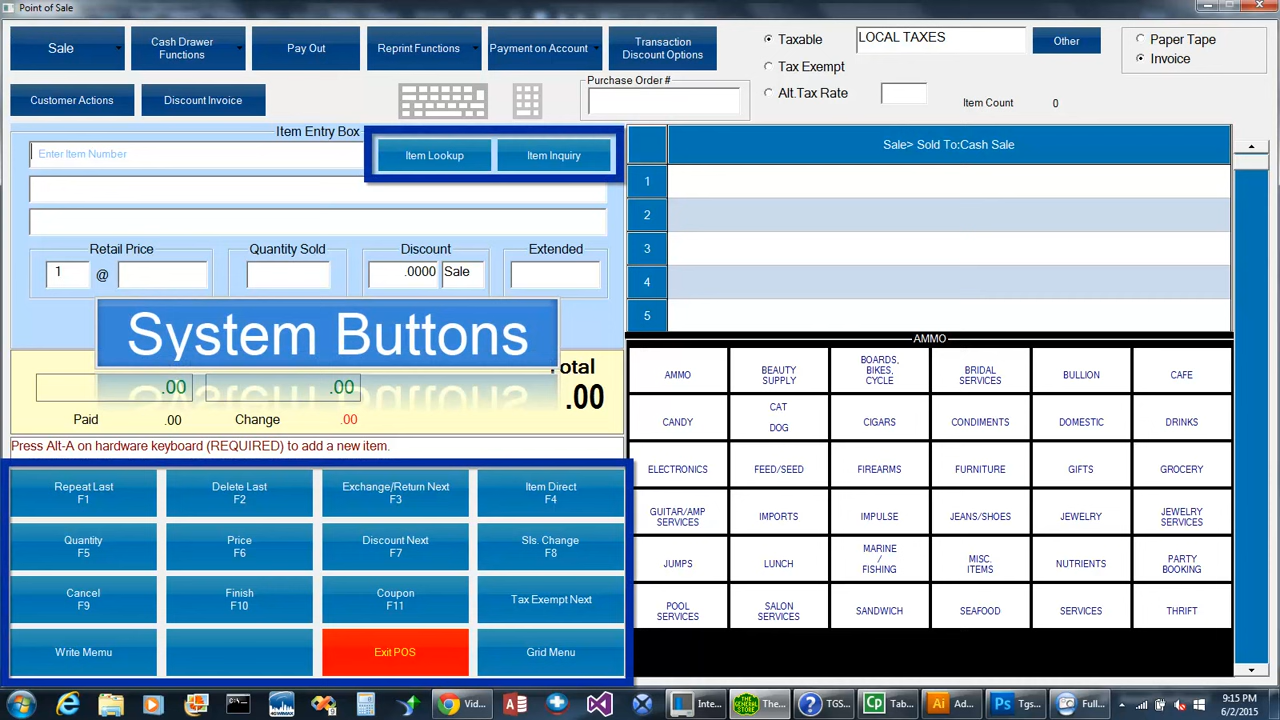 Point of Sale
Sale
Cash Drawer
Functions
Pay Out
Reprint Functions
Payment on Account
Transaction
Discount Options
Taxable
LOCAL TAXES
Other
Paper Tape
Invoice
Tax Exempt
Purchase Order #
Alt.Tax Rate
Item Count 0
Customer Actions
Discount Invoice
Item Entry Box
Enter Item Number
Item Lookup
Item Inquiry
Sale> Sold To:Cash Sale
1
2
3
4
5
Retail Price
Quantity Sold
Discount
Extended
1 @
.0000 Sale
System Buttons
otal
.00
.00
.00
Paid .00 Change .00
Press Alt-A on hardware keyboard (REQUIRED) to add a new item.
Repeat Last
F1
Delete Last
F2
Exchange/Return Next
F3
Item Direct
F4
Quantity
F5
Price
F6
Discount Next
F7
Sls. Change
F8
Cancel
F9
Finish
F10
Coupon
F11
Tax Exempt Next
Write Memu
Exit POS
Grid Menu
AMMO
AMMO
BEAUTY
SUPPLY
BOARDS,
BIKES,
CYCLE
BRIDAL
SERVICES
BULLION
CAFE
CANDY
CAT
DOG
CIGARS
CONDIMENTS
DOMESTIC
DRINKS
ELECTRONICS
FEED/SEED
FIREARMS
FURNITURE
GIFTS
GROCERY
GUITAR/AMP
SERVICES
IMPORTS
IMPULSE
JEANS/SHOES
JEWELRY
JEWELRY
SERVICES
JUMPS
LUNCH
MARINE
/
FISHING
MISC.
ITEMS
NUTRIENTS
PARTY
BOOKING
POOL
SERVICES
SALON
SERVICES
SANDWICH
SEAFOOD
SERVICES
THRIFT
Vid...
Inte...
The...
TGS...
Tab...
Ad...
Tgs...
Full...
9:15 PM
6/2/2015